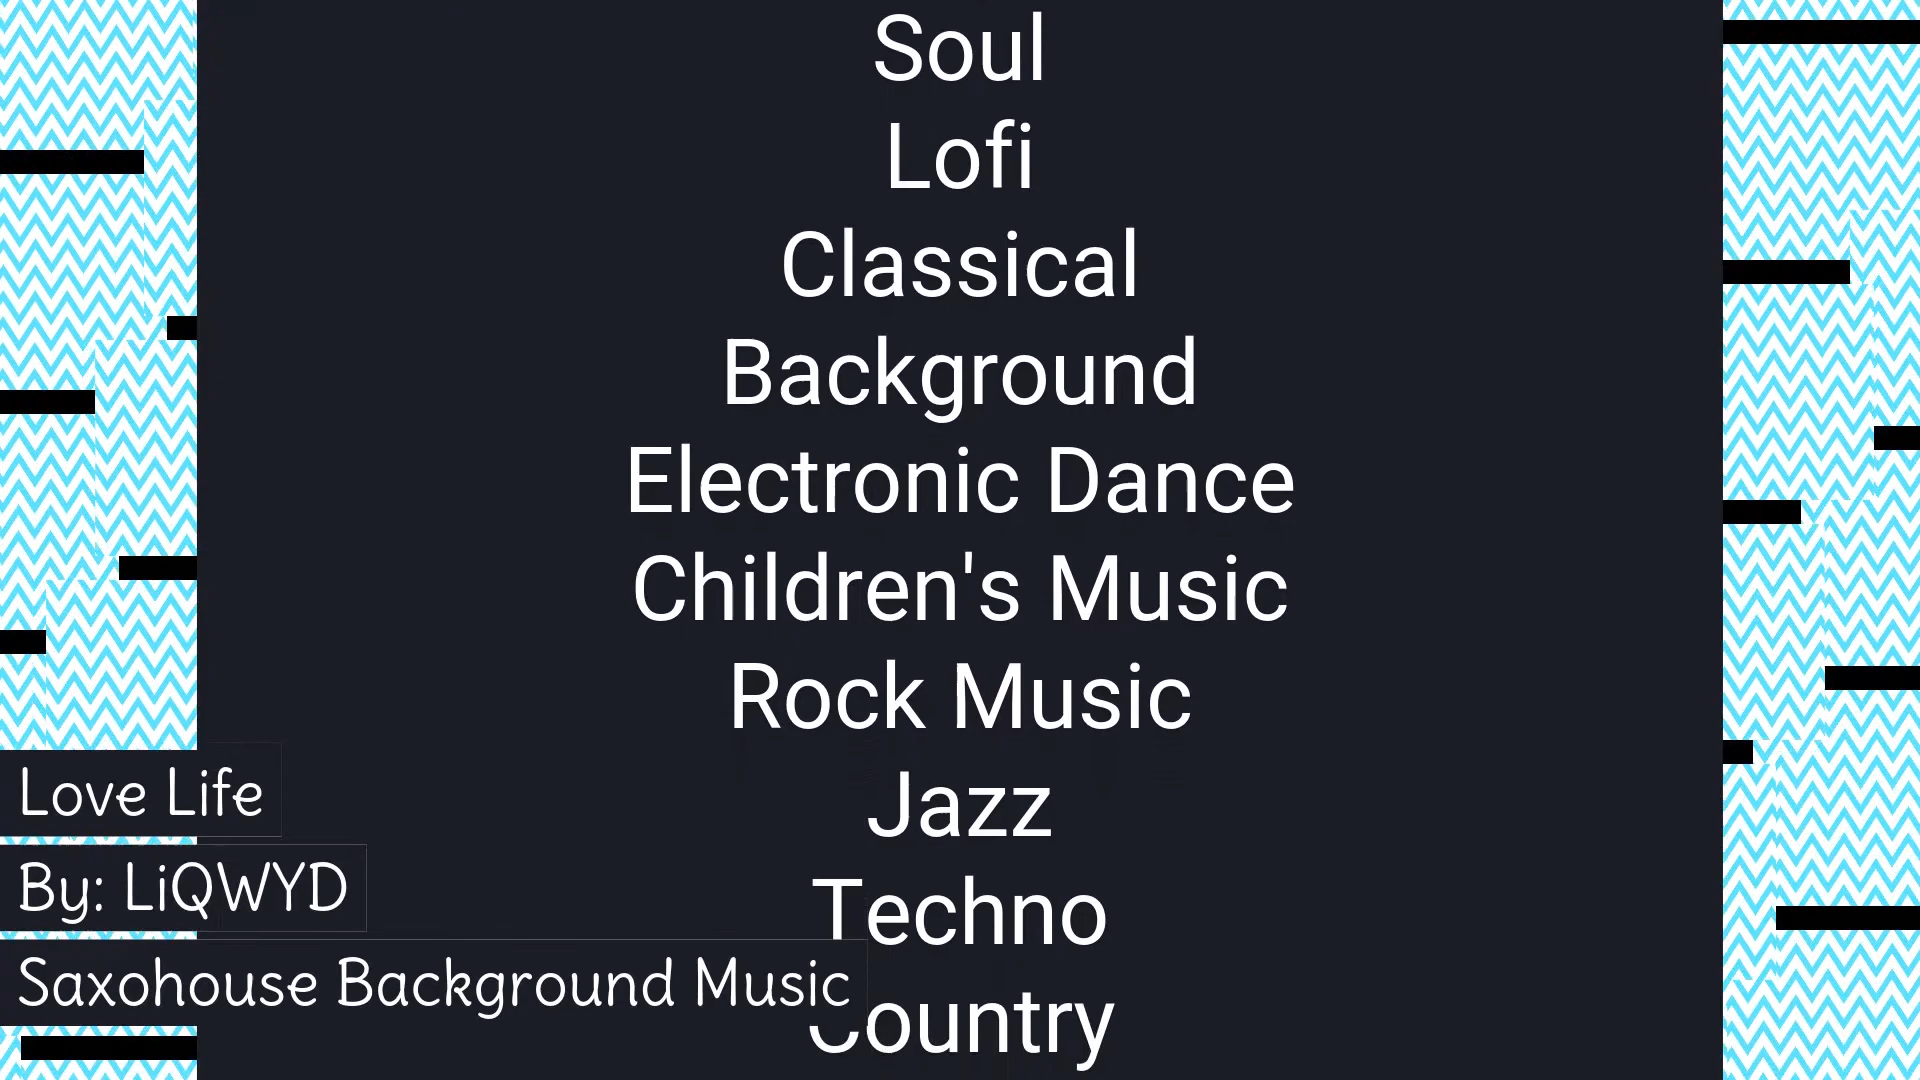 Soul
Lofi
Classical
Background
Electronic Dance
Children's Music
Rock Music
Jazz
Techno
Country
Love Life
By: LiQWYD
Saxohouse Background Music